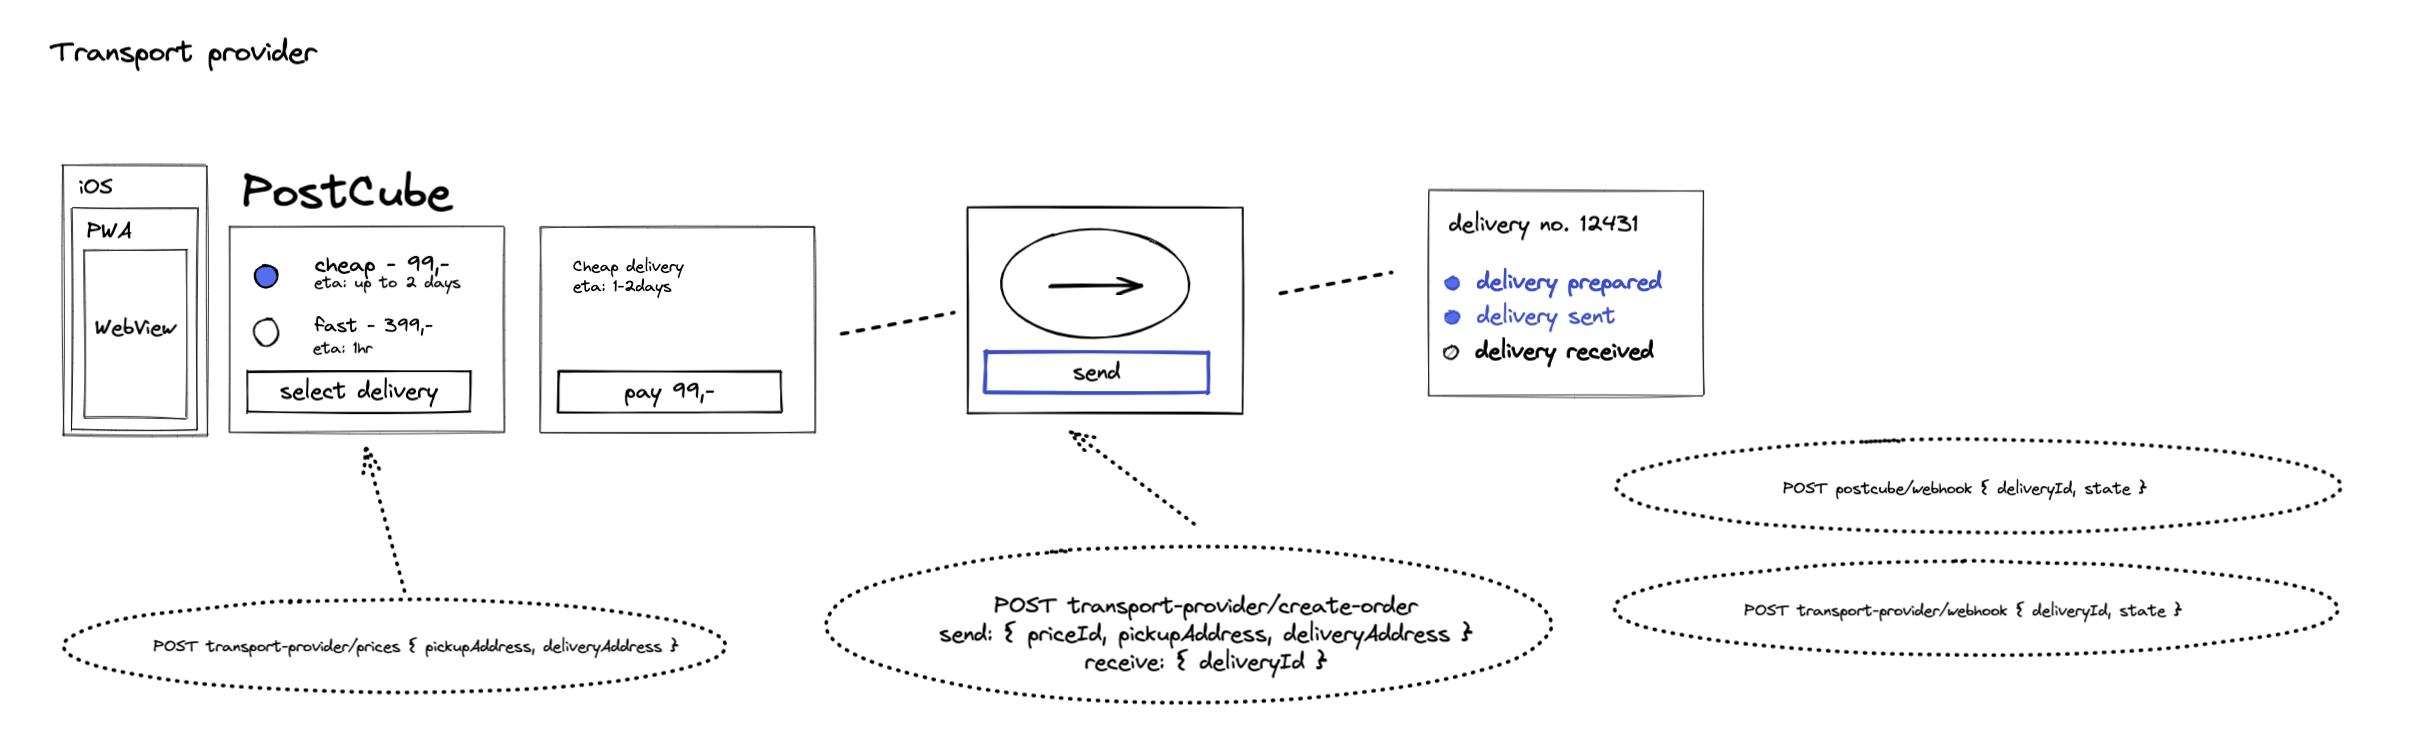 Transport provider
iOS
PWA
WebView
PostCube
cheap - 99,-
eta: up to 2 days
fast - 399,-
eta: 1hr
select delivery
Cheap delivery
eta: 1-2days
pay 99,-
send
delivery no. 12431
delivery prepared
delivery sent
delivery received
POST transport-provider/prices { pickupAddress, deliveryAddress }
POST transport-provider/create-order
send: { priceId, pickupAddress, deliveryAddress }
receive: { deliveryId }
POST postcube/webhook { deliveryId, state }
POST transport-provider/webhook { deliveryId, state }